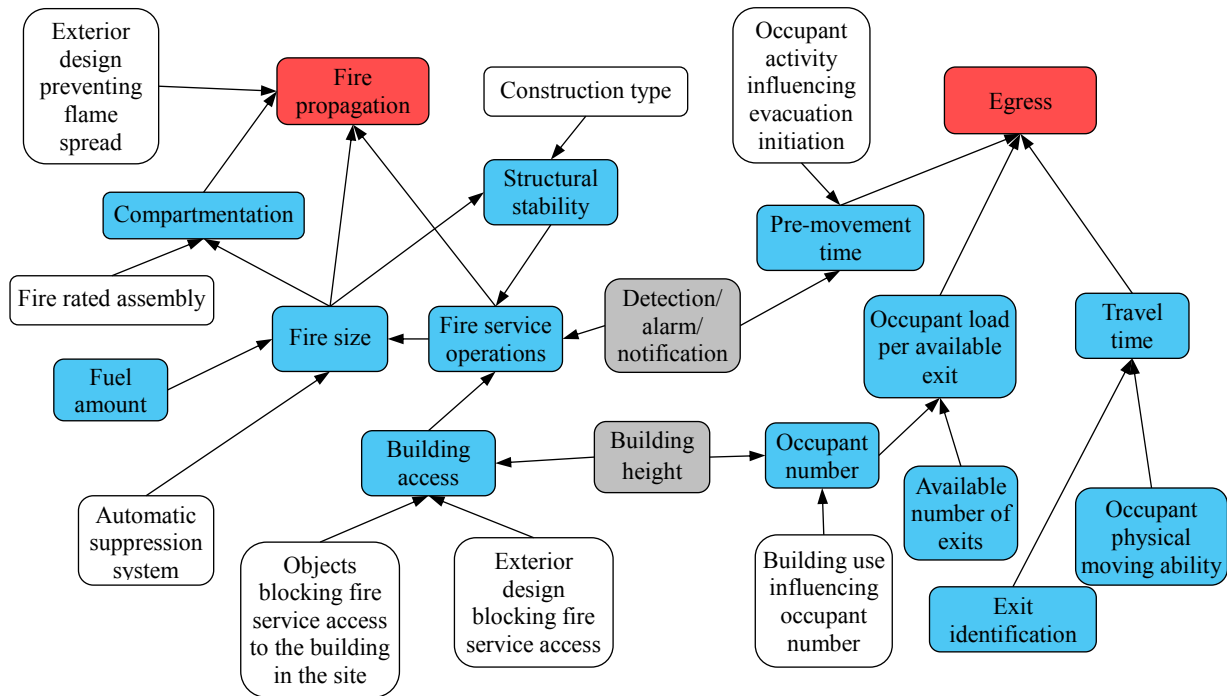 Exterior
design
preventing
flame
spread
Fire
propagation
Construction type
Occupant
activity
influencing
evacuation
initiation
Egress
Compartmentation
Structural
stability
Pre-movement
time
Fire rated assembly
Fire size
Fire service
operations
Detection/
alarm/
notification
Occupant load
per available
exit
Travel
time
Fuel
amount
Building
access
Building
height
Occupant
number
Available
number of
exits
Occupant
physical
moving ability
Automatic
suppression
system
Objects
blocking fire
service access
to the building
in the site
Exterior
design
blocking fire
service access
Building use
influencing
occupant
number
Exit
identification